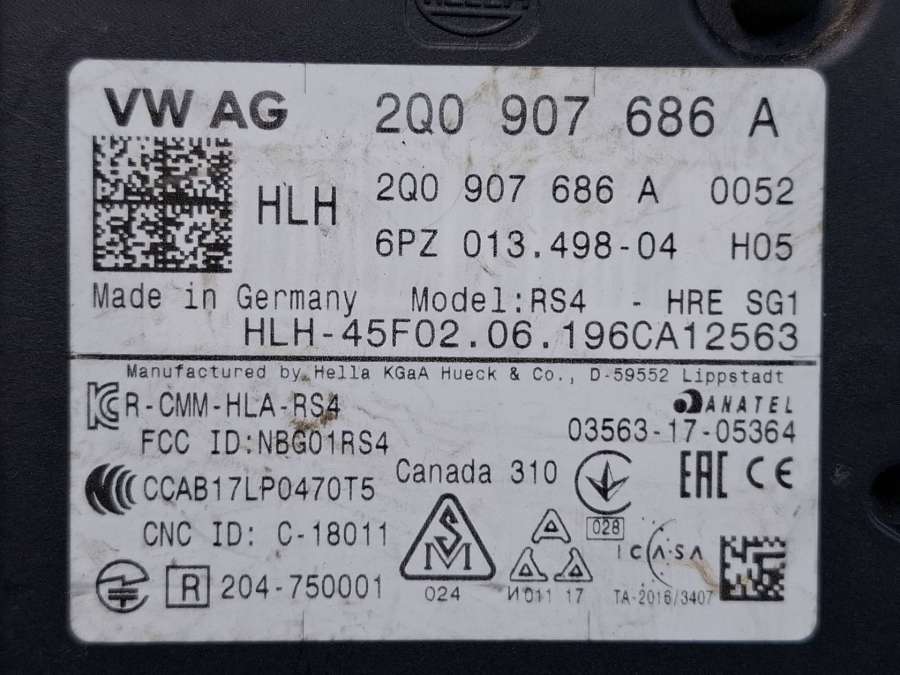 HELLA
VW AG 2Q0 907 686 A
HLH 2Q0 907 686 A 0052
6PZ 013.498-04 H05
Made in Germany Model:RS4 - HRE SG1
HLH-45F02.06.196CA12563
Manufactured by Hella KGaA Hueck & Co., D-59552 Lippstadt
R-CMM-HLA-RS4 ANATEL
FCC ID:NBG01RS4 03563-17-05364
CCAB17LP0470T5 Canada 310 EAC CE
CNC ID: C-18011 SM 028 ICASA
R 204-750001 024 И011 17 TA-2016/3407